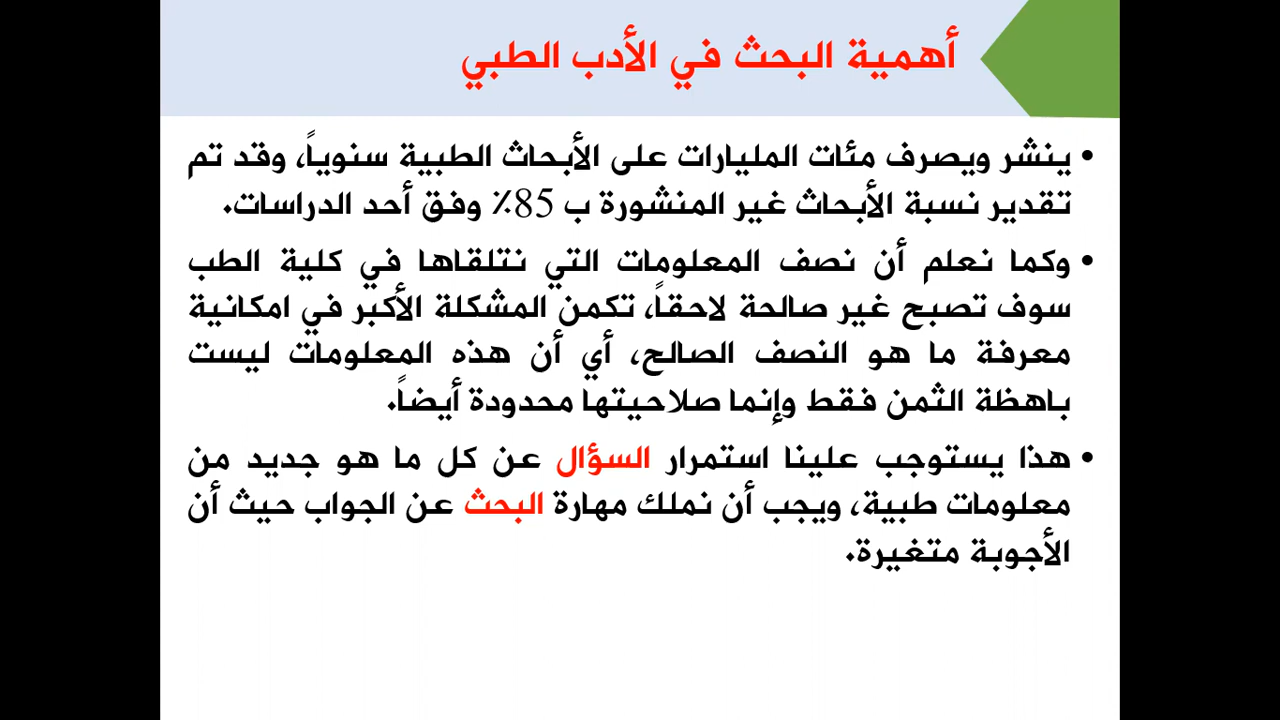 أهمية البحث في الأدب الطبي
• ينشر ويصرف مئات المليارات على الأبحاث الطبية سنوياً، وقد تم
تقدير نسبة الأبحاث غير المنشورة ب 85٪ وفق أحد الدراسات.
• وكما نعلم أن نصف المعلومات التي نتلقاها في كلية الطب
سوف تصبح غير صالحة لاحقاً، تكمن المشكلة الأكبر في امكانية
معرفة ما هو النصف الصالح، أي أن هذه المعلومات ليست
باهظة الثمن فقط وإنما صلاحيتها محدودة أيضاً.
• هذا يستوجب علينا استمرار السؤال عن كل ما هو جديد من
معلومات طبية، ويجب أن نملك مهارة البحث عن الجواب حيث أن
الأجوبة متغيرة.